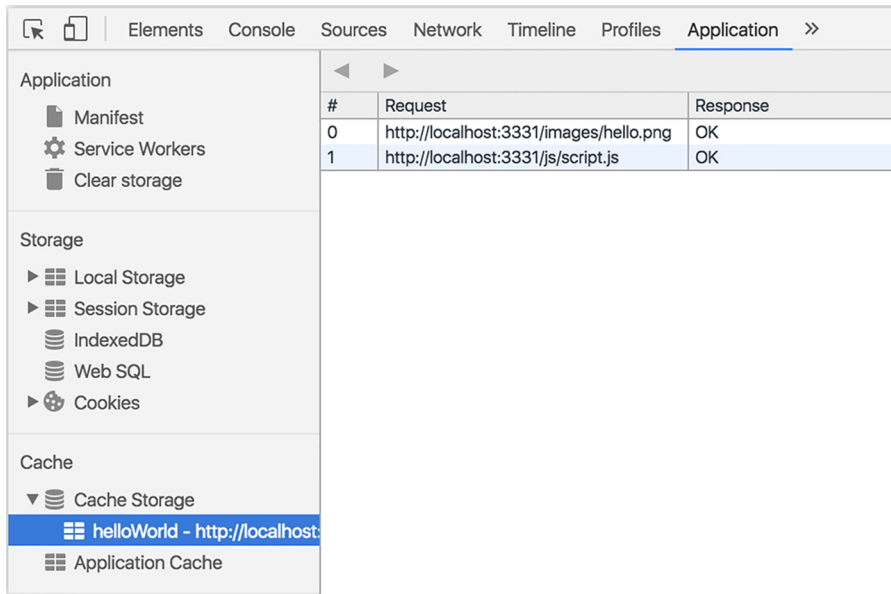 Elements Console Sources Network Timeline Profiles Application »
Application
Manifest
Service Workers
Clear storage
Storage
Local Storage
Session Storage
IndexedDB
Web SQL
Cookies
Cache
Cache Storage
helloWorld - http://localhost:
Application Cache
# Request Response
0 http://localhost:3331/images/hello.png OK
1 http://localhost:3331/js/script.js OK